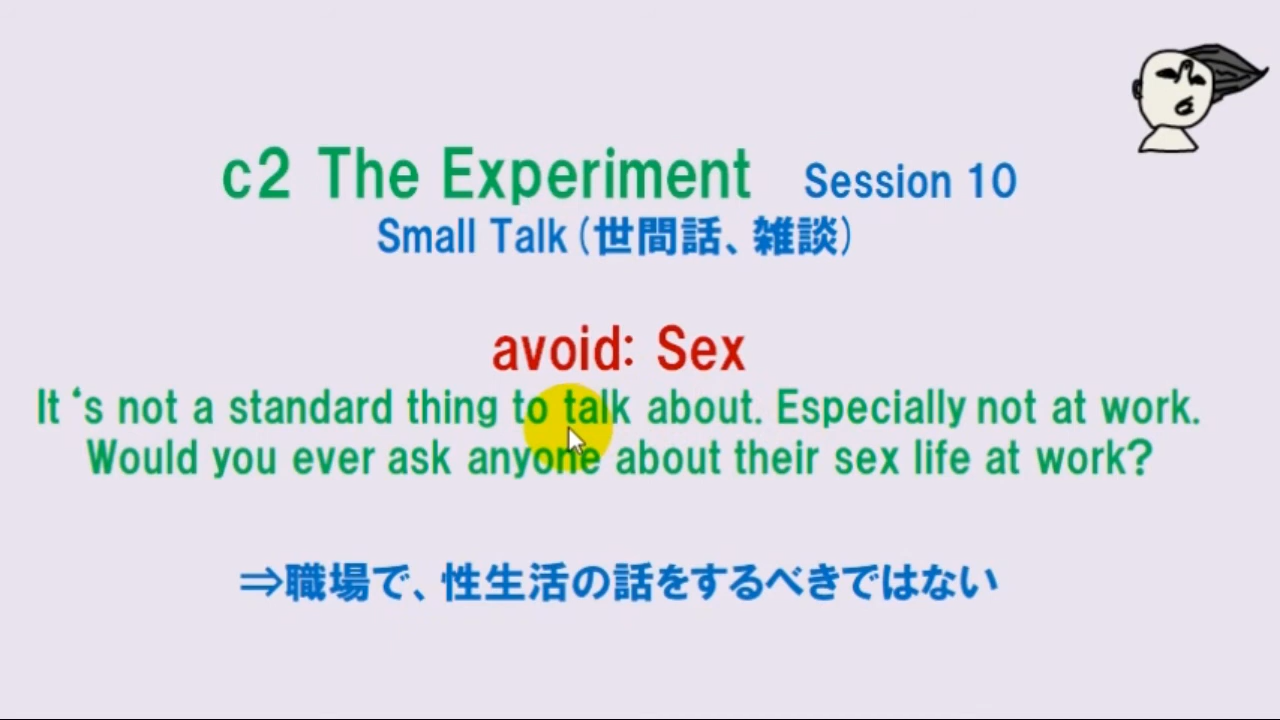 c2 The Experiment Session 10
Small Talk（世間話、雑談）
avoid: Sex
It‘s not a standard thing to talk about. Especially not at work.
Would you ever ask anyone about their sex life at work?
⇒職場で、性生活の話をするべきではない